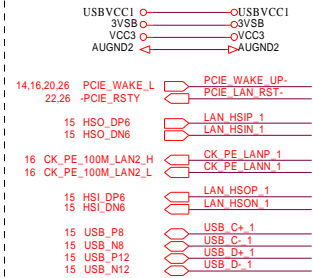 USBVCC1 USBVCC1
3VSB 3VSB
VCC3 VCC3
AUGND2 AUGND2
14,16,20,26 PCIE_WAKE_L PCIE_WAKE_UP-
22,26 -PCIE_RSTY PCIE_LAN_RST-
15 HSO_DP6 LAN_HSIP_1
15 HSO_DN6 LAN_HSIN_1
16 CK_PE_100M_LAN2_H CK_PE_LANP_1
16 CK_PE_100M_LAN2_L CK_PE_LANN_1
15 HSI_DP6 LAN_HSOP_1
15 HSI_DN6 LAN_HSON_1
15 USB_P8 USB_C+_1
15 USB_N8 USB_C-_1
15 USB_P12 USB_D+_1
15 USB_N12 USB_D-_1